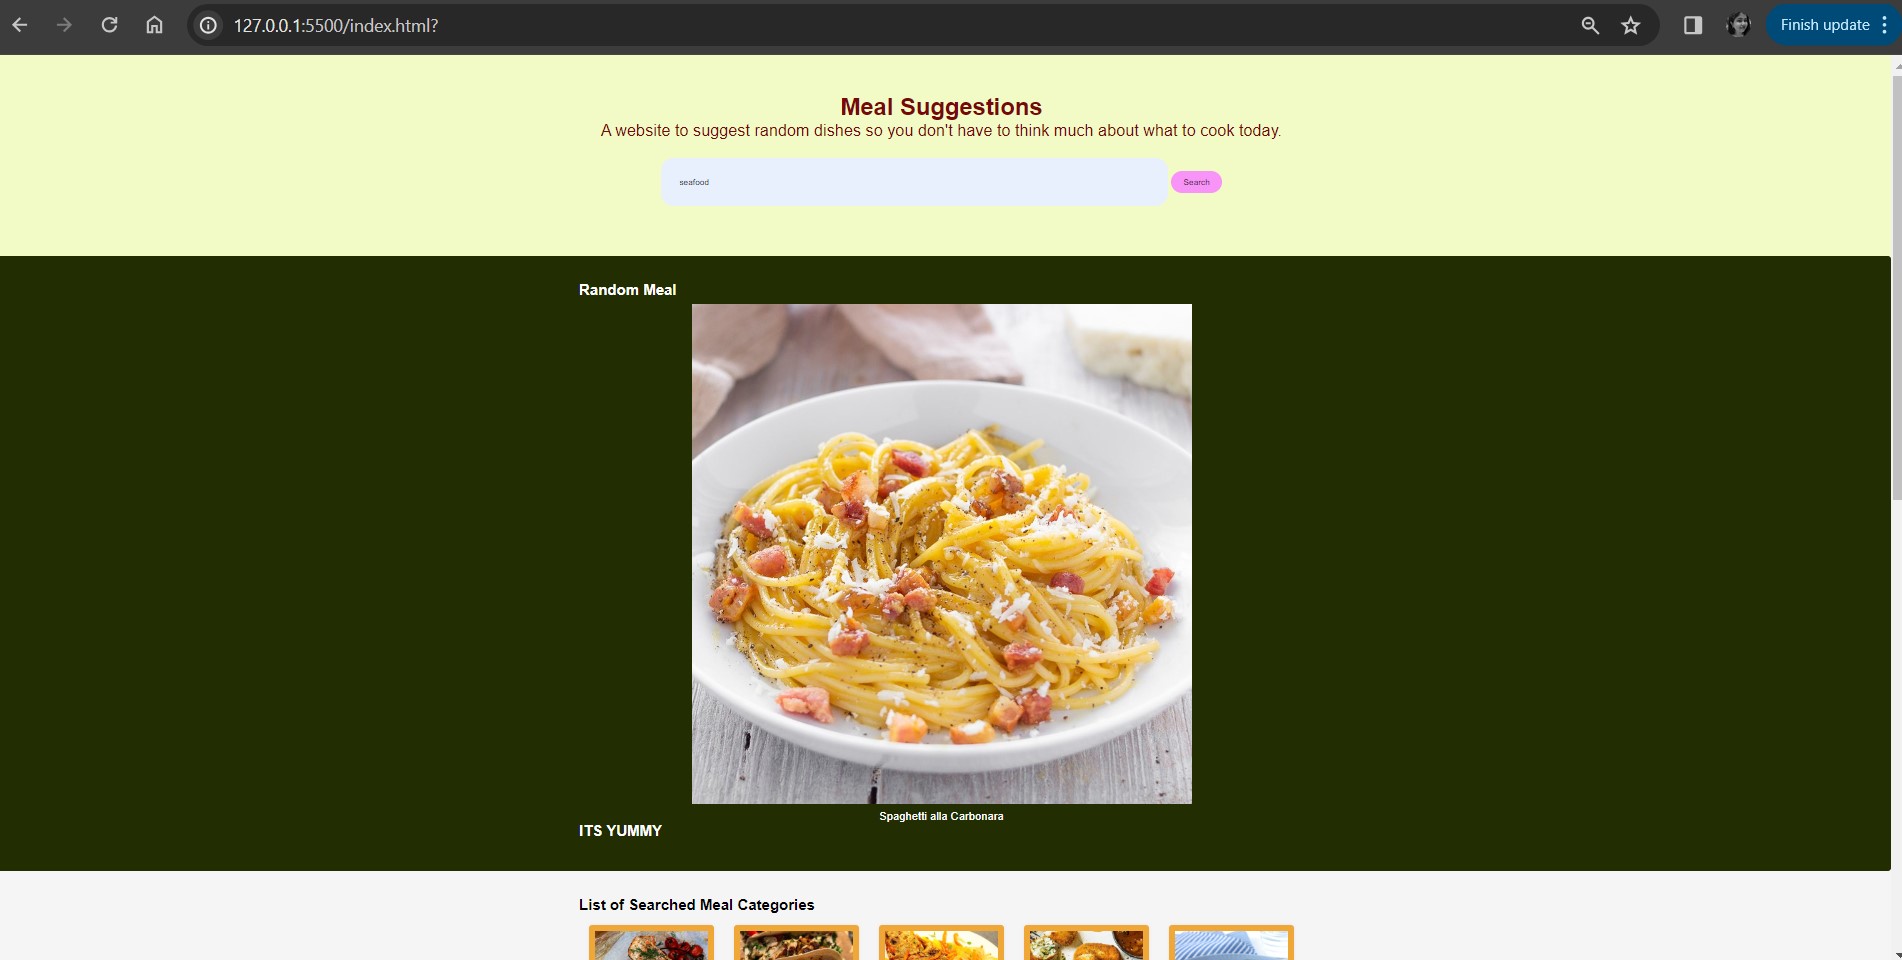 127.0.0.1:5500/index.html?
Finish update
Meal Suggestions
A website to suggest random dishes so you don't have to think much about what to cook today.
seafood
Search
Random Meal
Spaghetti alla Carbonara
ITS YUMMY
List of Searched Meal Categories